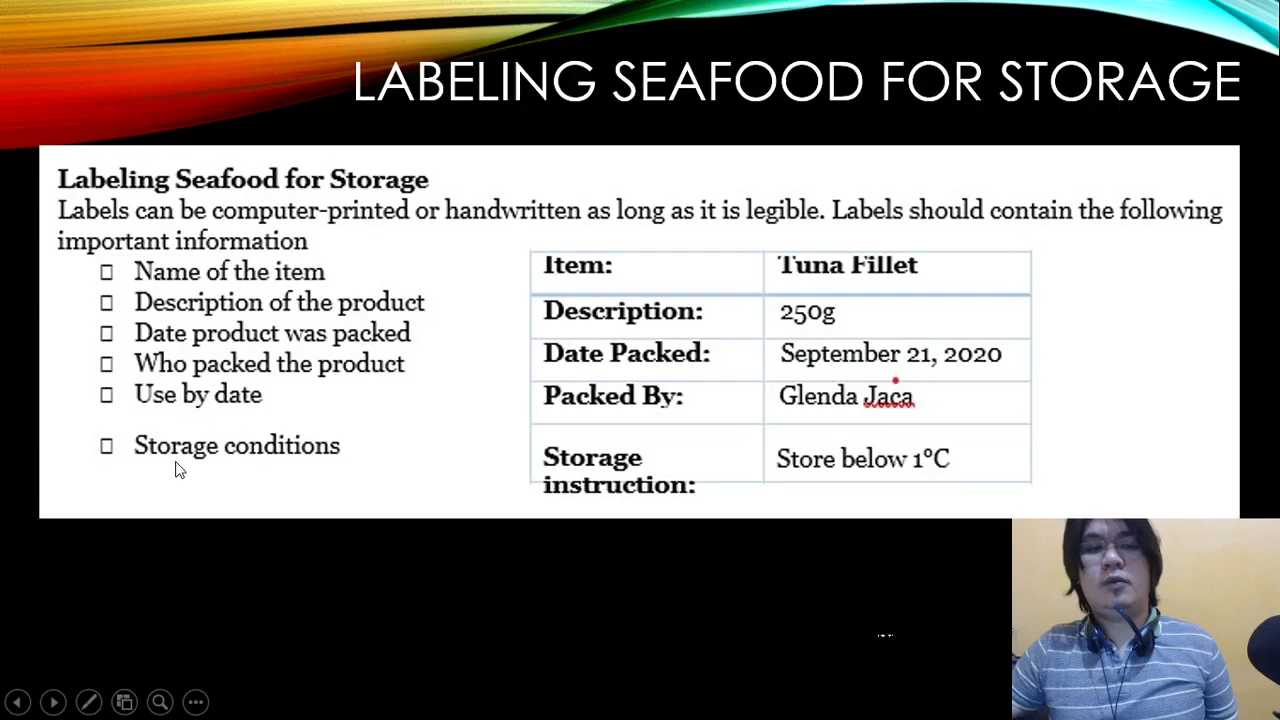 LABELING SEAFOOD FOR STORAGE
Labeling Seafood for Storage
Labels can be computer-printed or handwritten as long as it is legible. Labels should contain the following
important information
Name of the item
Description of the product
Date product was packed
Who packed the product
Use by date
Storage conditions
Item: Tuna Fillet
Description: 250g
Date Packed: September 21, 2020
Packed By: Glenda Jaca
Storage Store below 1°C
instruction: